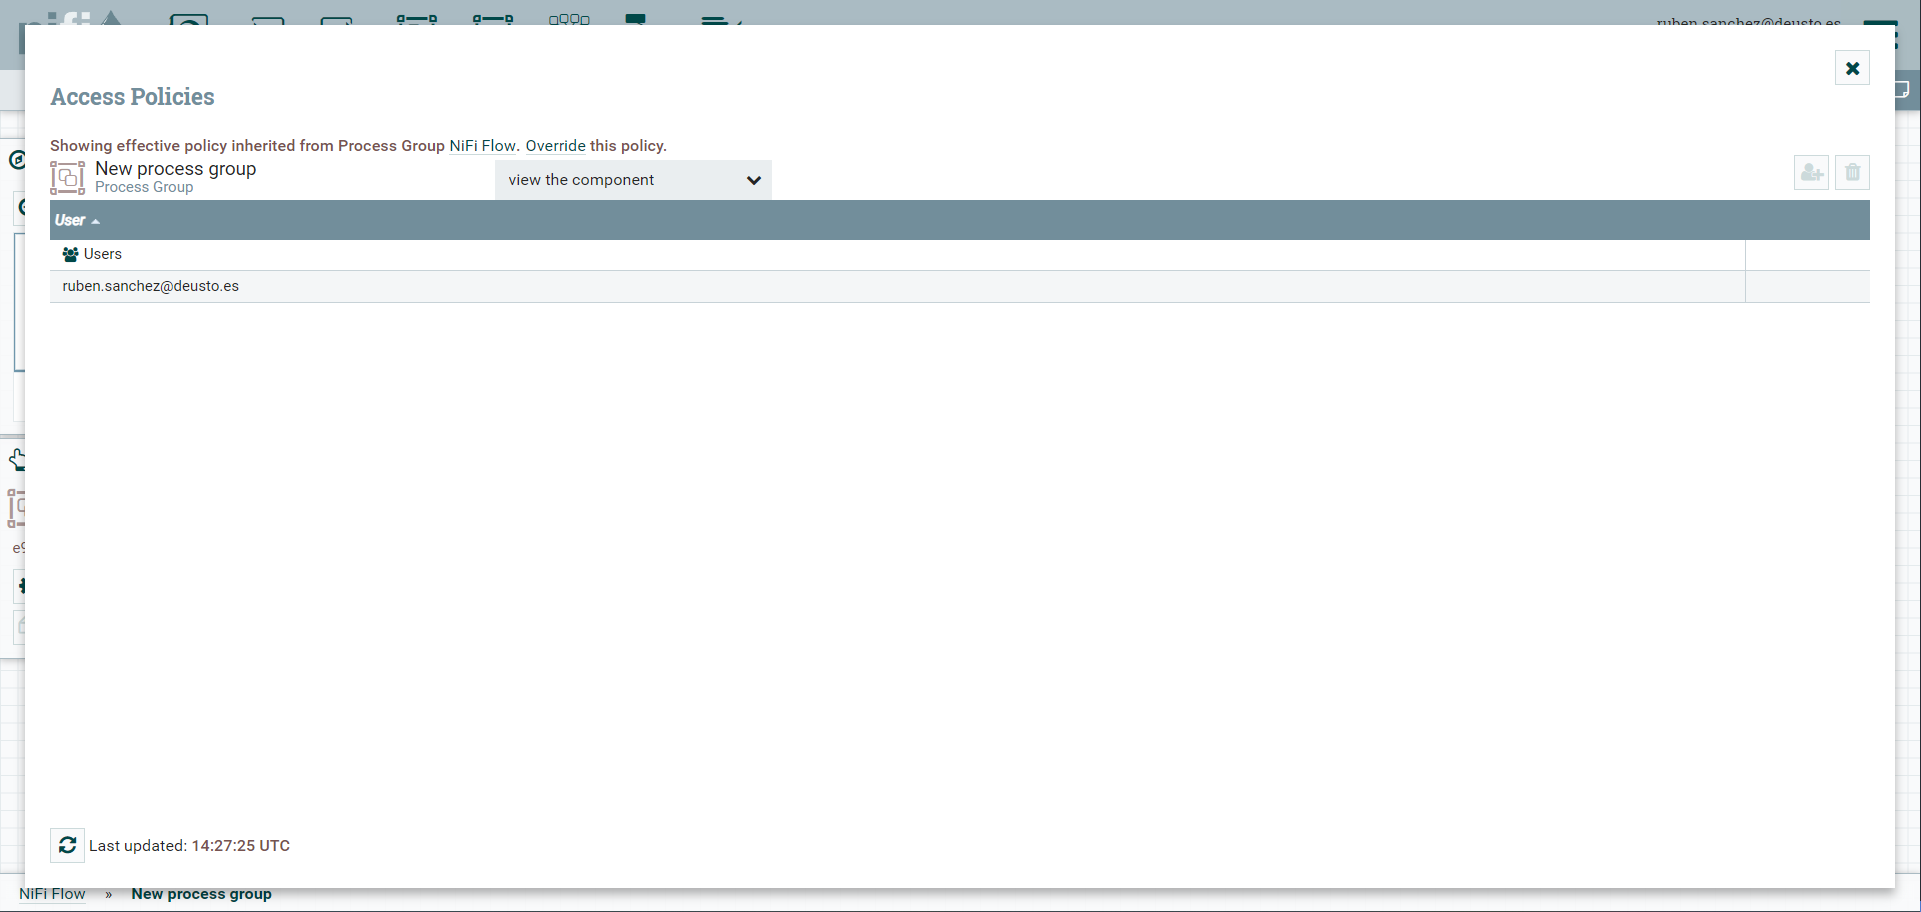 ruben.sanchez@deusto.es
Access Policies
Showing effective policy inherited from Process Group NiFi Flow. Override this policy.
New process group
Process Group
view the component
User
Users
ruben.sanchez@deusto.es
Last updated: 14:27:25 UTC
NiFi Flow » New process group